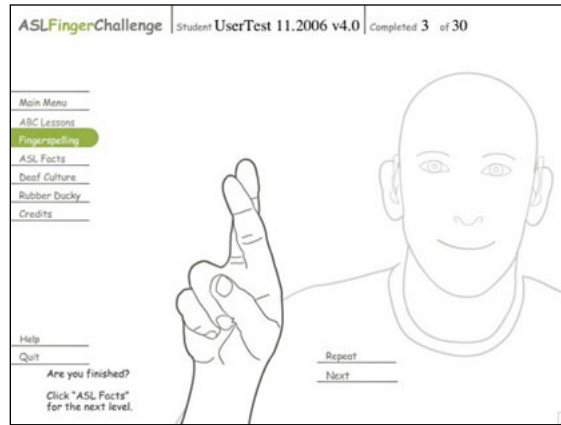 ASLFingerChallenge Student UserTest 11.2006 v4.0 Completed 3 of 30
Main Menu
ABC Lessons
Fingerspelling
ASL Facts
Deaf Culture
Rubber Ducky
Credits
Help
Quit
Are you finished?
Click "ASL Facts"
for the next level.
Repeat
Next